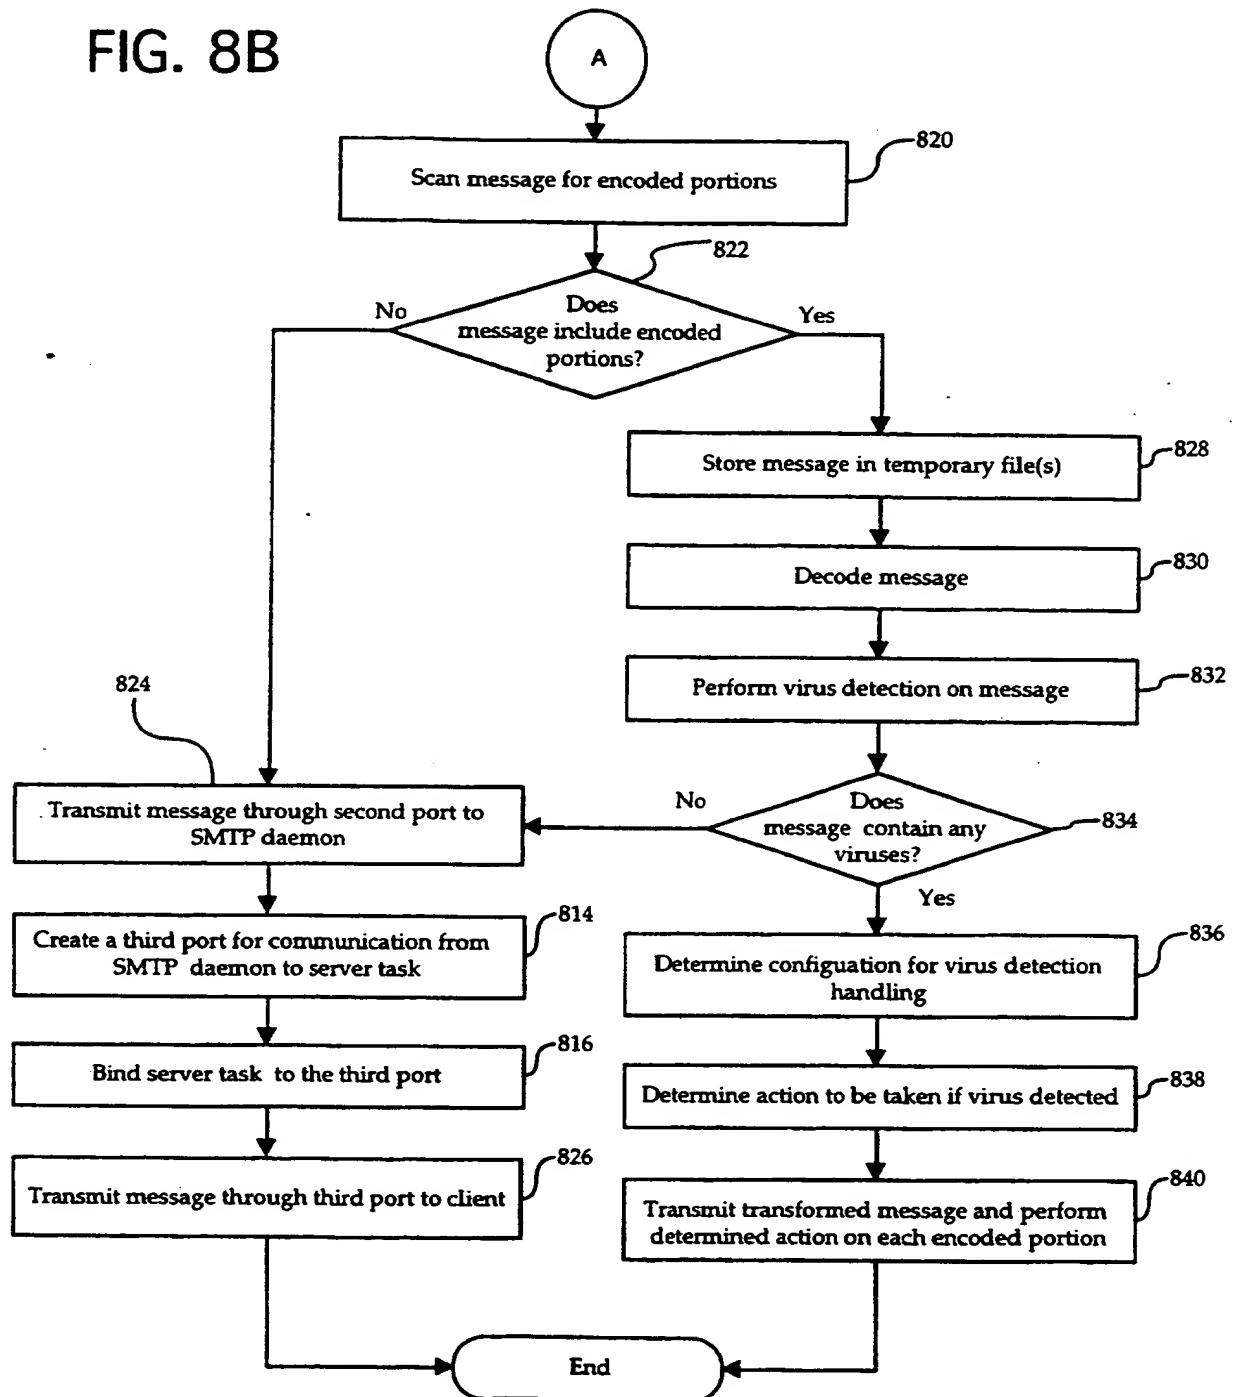 FIG. 8B
A
820
Scan message for encoded portions
822
No
Does
message include encoded
portions?
Yes
828
Store message in temporary file(s)
830
Decode message
832
Perform virus detection on message
824
Transmit message through second port to
SMTP daemon
No
Does
message contain any
viruses?
834
Yes
814
Create a third port for communication from
SMTP daemon to server task
836
Determine configuation for virus detection
handling
816
Bind server task to the third port
838
Determine action to be taken if virus detected
826
Transmit message through third port to client
840
Transmit transformed message and perform
determined action on each encoded portion
End